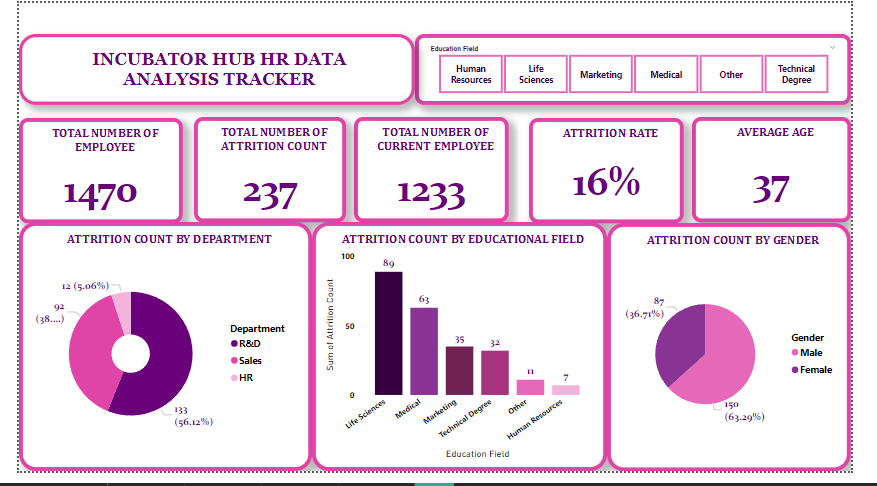 INCUBATOR HUB HR DATA
ANALYSIS TRACKER
Education Field
Human
Resources
Life
Sciences
Marketing
Medical
Other
Technical
Degree
TOTAL NUMBER OF
EMPLOYEE
1470
TOTAL NUMBER OF
ATTRITION COUNT
237
TOTAL NUMBER OF
CURRENT EMPLOYEE
1233
ATTRITION RATE
16%
AVERAGE AGE
37
ATTRITION COUNT BY DEPARTMENT
12 (5.06%)
92
(38....)
133
(56.12%)
Department
R&D
Sales
HR
ATTRITION COUNT BY EDUCATIONAL FIELD
Sum of Attrition Count
100
50
0
89
63
35
32
11
7
Life Sciences
Medical
Marketing
Technical Degree
Other
Human Resources
Education Field
ATTRITION COUNT BY GENDER
87
(36.71%)
150
(63.29%)
Gender
Male
Female